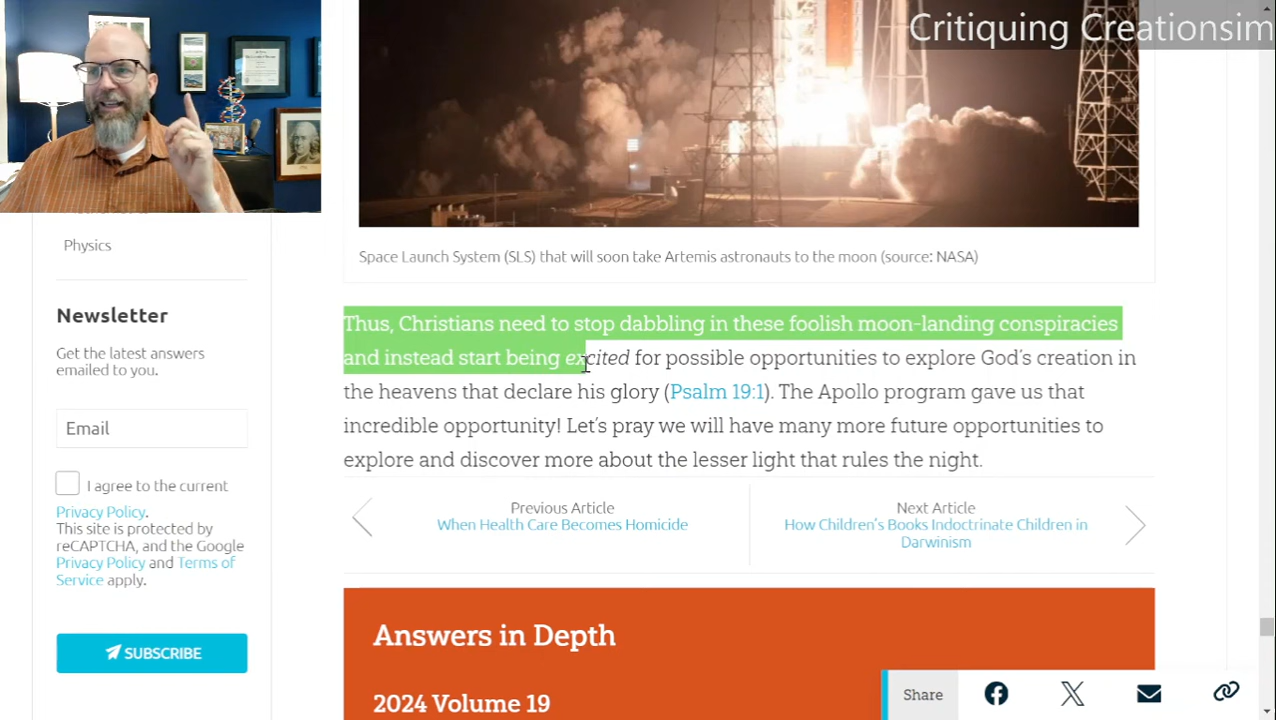 Critiquing Creationsim
Physics
Newsletter
Get the latest answers
emailed to you.
Email
I agree to the current
Privacy Policy.
This site is protected by
reCAPTCHA, and the Google
Privacy Policy and Terms of
Service apply.
SUBSCRIBE
Space Launch System (SLS) that will soon take Artemis astronauts to the moon (source: NASA)
Thus, Christians need to stop dabbling in these foolish moon-landing conspiracies
and instead start being excited for possible opportunities to explore God’s creation in
the heavens that declare his glory (Psalm 19:1). The Apollo program gave us that
incredible opportunity! Let’s pray we will have many more future opportunities to
explore and discover more about the lesser light that rules the night.
Previous Article
When Health Care Becomes Homicide
Next Article
How Children’s Books Indoctrinate Children in
Darwinism
Answers in Depth
2024 Volume 19
Share